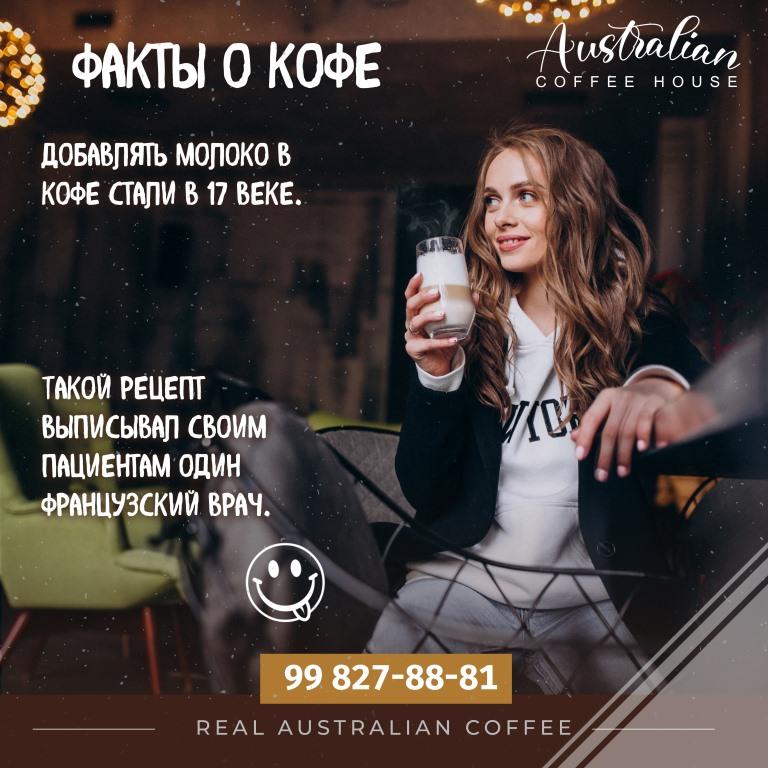 ФАКТЫ О КОФЕ
Australian
COFFEE HOUSE
ДОБАВЛЯТЬ МОЛОКО В
КОФЕ СТАЛИ В 17 ВЕКЕ.
ТАКОЙ РЕЦЕПТ
ВЫПИСЫВАЛ СВОИМ
ПАЦИЕНТАМ ОДИН
ФРАНЦУЗСКИЙ ВРАЧ.
99 827-88-81
REAL AUSTRALIAN COFFEE